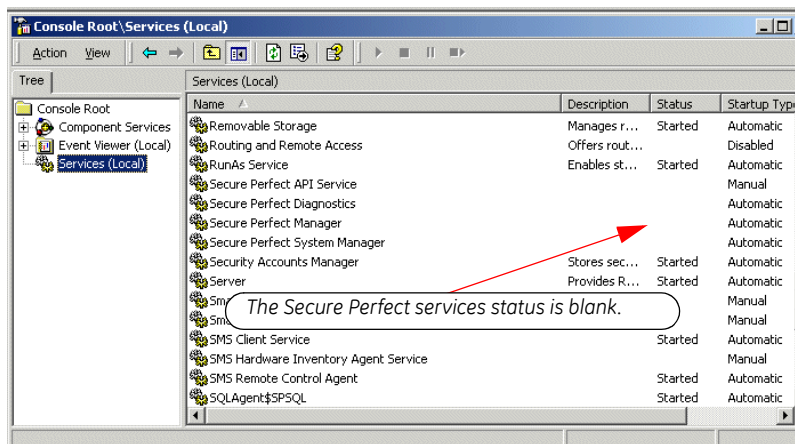 Console Root\Services (Local)
Action View
Tree
Services (Local)
Console Root
Component Services
Event Viewer (Local)
Services (Local)
Name Description Status Startup Typ
Removable Storage Manages r... Started Automatic
Routing and Remote Access Offers rout... Disabled
RunAs Service Enables st... Started Automatic
Secure Perfect API Service Manual
Secure Perfect Diagnostics Automatic
Secure Perfect Manager Automatic
Secure Perfect System Manager Automatic
Security Accounts Manager Stores sec... Started Automatic
Server Provides R... Started Automatic
The Secure Perfect services status is blank.
Manual
Manual
SMS Client Service Started Automatic
SMS Hardware Inventory Agent Service Manual
SMS Remote Control Agent Started Automatic
SQLAgent$SPSQL Started Automatic